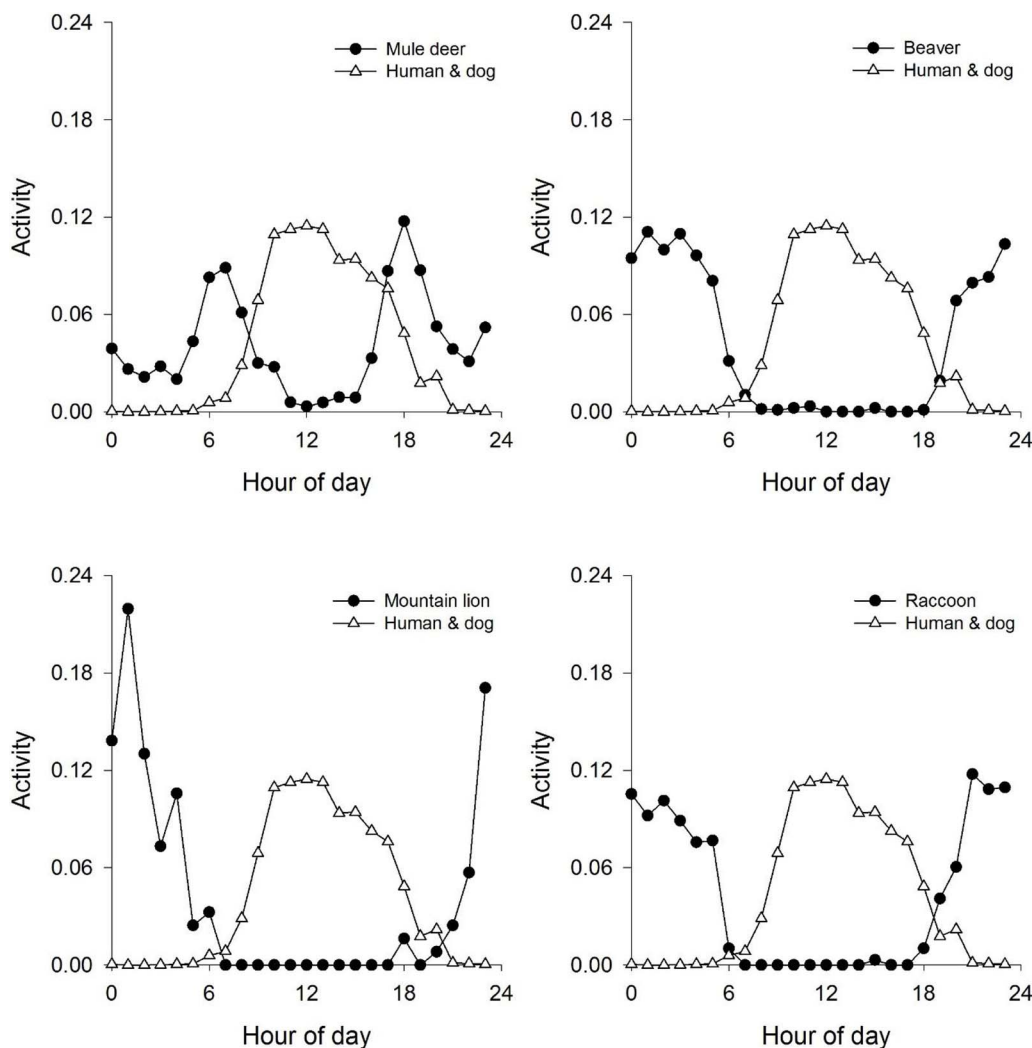 0.24
Mule deer
Human & dog
0.18
0.12
0.06
0.00
0 6 12 18 24
Activity
Hour of day
0.24
Beaver
Human & dog
0.18
0.12
0.06
0.00
0 6 12 18 24
Activity
Hour of day
0.24
Mountain lion
Human & dog
0.18
0.12
0.06
0.00
0 6 12 18 24
Activity
Hour of day
0.24
Raccoon
Human & dog
0.18
0.12
0.06
0.00
0 6 12 18 24
Activity
Hour of day